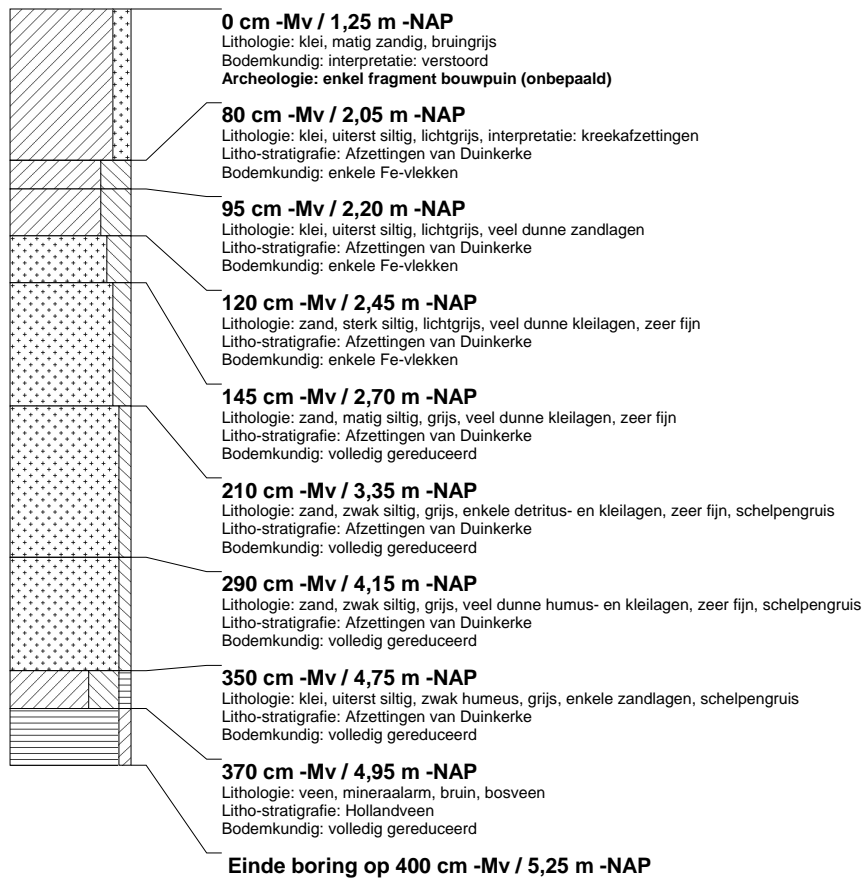 0 cm -Mv / 1,25 m -NAP
Lithologie: klei, matig zandig, bruingrijs
Bodemkundig: interpretatie: verstoord
Archeologie: enkel fragment bouwpuin (onbepaald)
80 cm -Mv / 2,05 m -NAP
Lithologie: klei, uiterst siltig, lichtgrijs, interpretatie: kreekafzettingen
Litho-stratigrafie: Afzettingen van Duinkerke
Bodemkundig: enkele Fe-vlekken
95 cm -Mv / 2,20 m -NAP
Lithologie: klei, uiterst siltig, lichtgrijs, veel dunne zandlagen
Litho-stratigrafie: Afzettingen van Duinkerke
Bodemkundig: enkele Fe-vlekken
120 cm -Mv / 2,45 m -NAP
Lithologie: zand, sterk siltig, lichtgrijs, veel dunne kleilagen, zeer fijn
Litho-stratigrafie: Afzettingen van Duinkerke
Bodemkundig: enkele Fe-vlekken
145 cm -Mv / 2,70 m -NAP
Lithologie: zand, matig siltig, grijs, veel dunne kleilagen, zeer fijn
Litho-stratigrafie: Afzettingen van Duinkerke
Bodemkundig: volledig gereduceerd
210 cm -Mv / 3,35 m -NAP
Lithologie: zand, zwak siltig, grijs, enkele detritus- en kleilagen, zeer fijn, schelpengruis
Litho-stratigrafie: Afzettingen van Duinkerke
Bodemkundig: volledig gereduceerd
290 cm -Mv / 4,15 m -NAP
Lithologie: zand, zwak siltig, grijs, veel dunne humus- en kleilagen, zeer fijn, schelpengruis
Litho-stratigrafie: Afzettingen van Duinkerke
Bodemkundig: volledig gereduceerd
350 cm -Mv / 4,75 m -NAP
Lithologie: klei, uiterst siltig, zwak humeus, grijs, enkele zandlagen, schelpengruis
Litho-stratigrafie: Afzettingen van Duinkerke
Bodemkundig: volledig gereduceerd
370 cm -Mv / 4,95 m -NAP
Lithologie: veen, mineraalarm, bruin, bosveen
Litho-stratigrafie: Hollandveen
Bodemkundig: volledig gereduceerd
Einde boring op 400 cm -Mv / 5,25 m -NAP